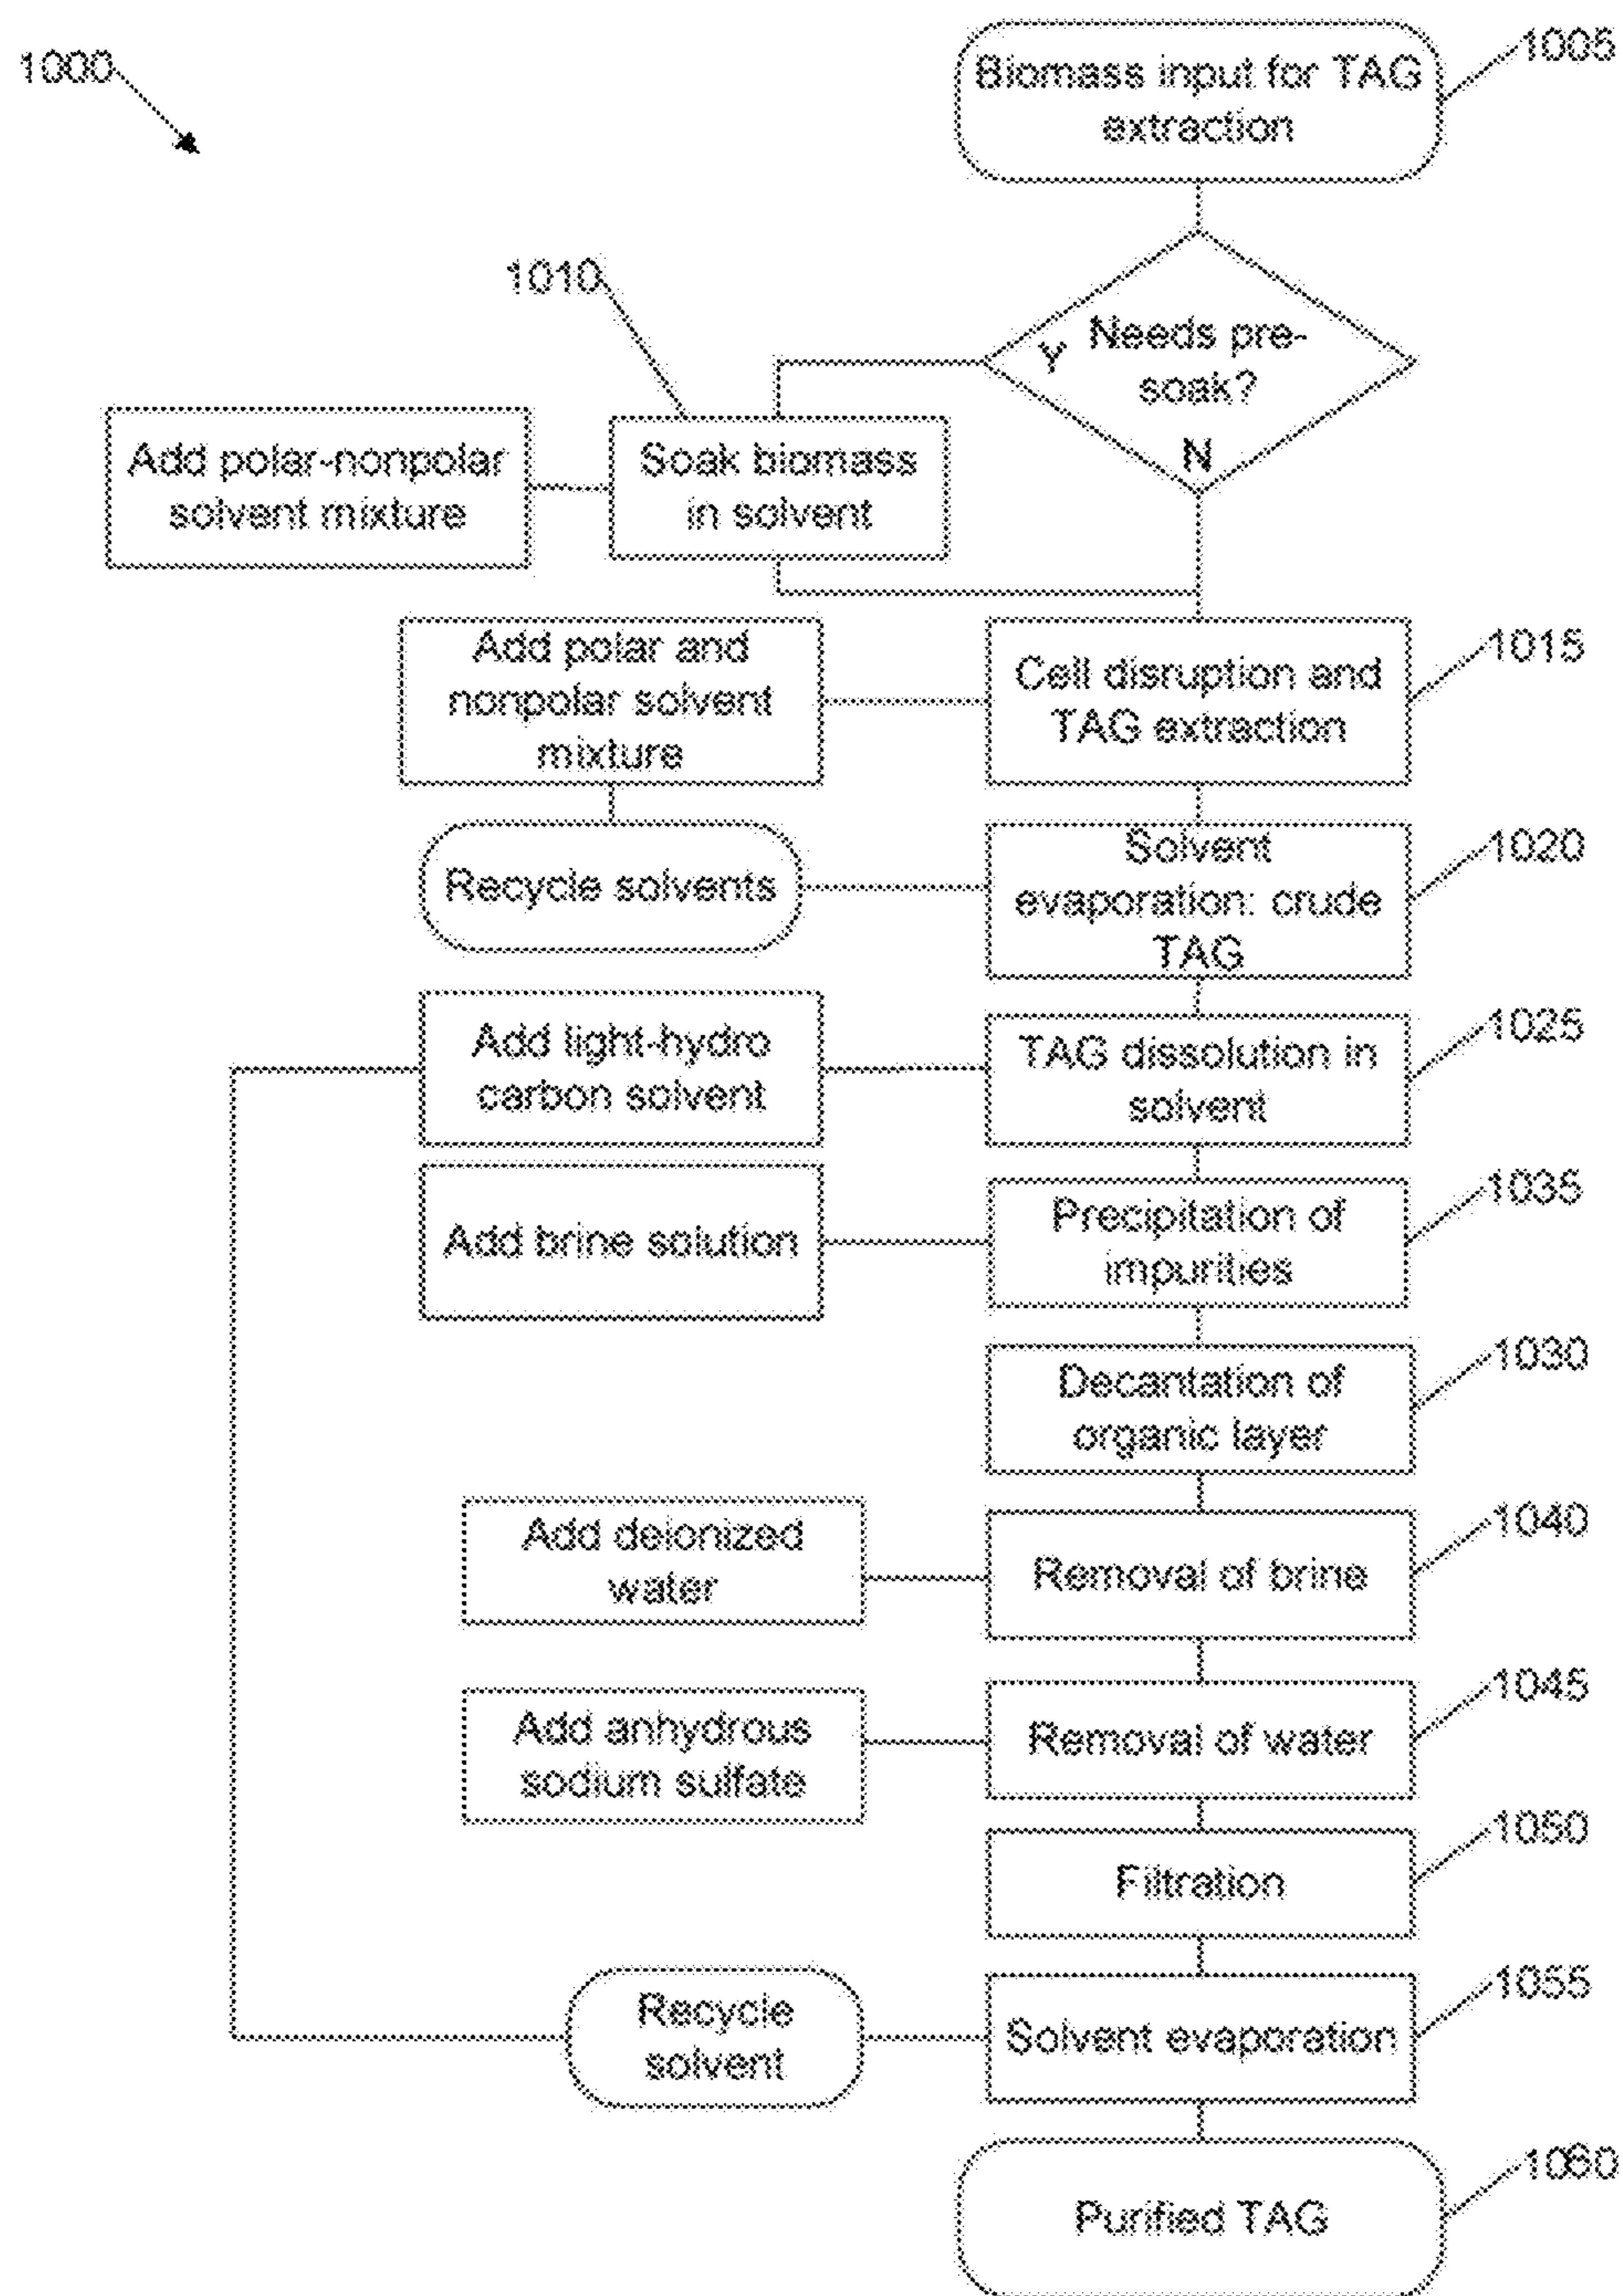 1000
Biomass input for TAG
extraction
1005
Needs pre-
soak?
Y
N
1010
Add polar-nonpolar
solvent mixture
Soak biomass
in solvent
Add polar and
nonpolar solvent
mixture
Cell disruption and
TAG extraction
1015
Recycle solvents
Solvent
evaporation: crude
TAG
1020
Add light-hydro
carbon solvent
TAG dissolution in
solvent
1025
Add brine solution
Precipitation of
impurities
1035
Decantation of
organic layer
1030
Add deionized
water
Removal of brine
1040
Add anhydrous
sodium sulfate
Removal of water
1045
Filtration
1050
Recycle
solvent
Solvent evaporation
1055
Purified TAG
1060